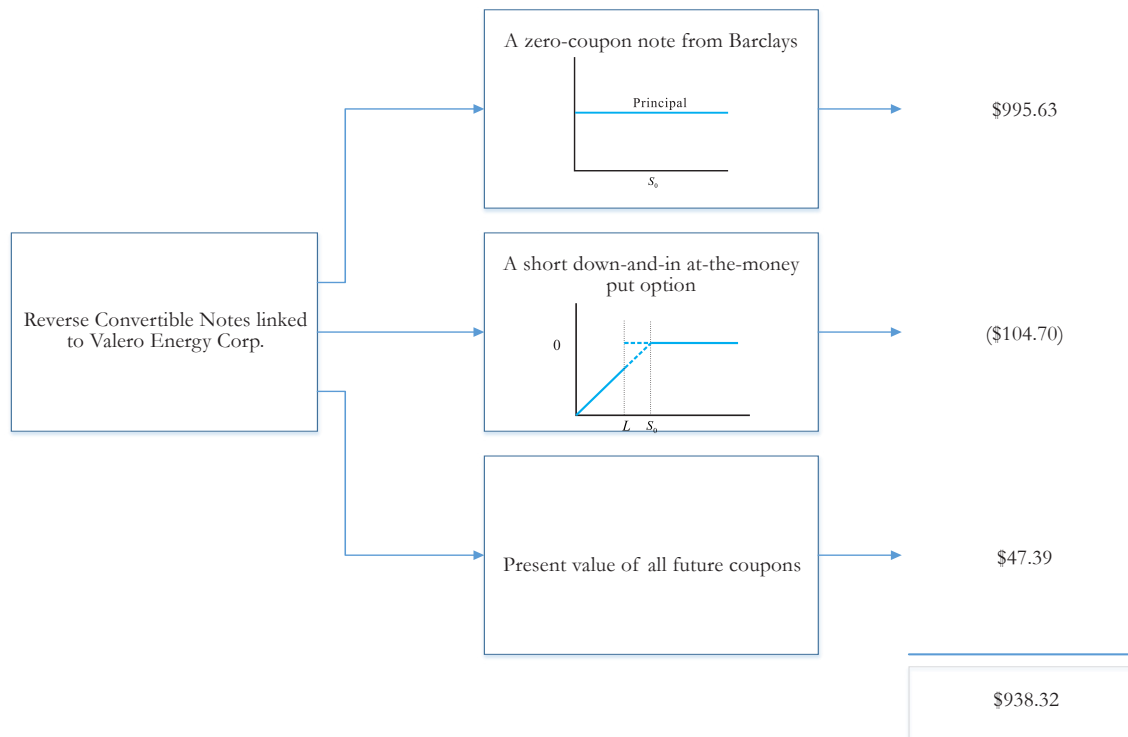 A zero-coupon note from Barclays
Principal
S₀
$995.63
Reverse Convertible Notes linked
to Valero Energy Corp.
A short down-and-in at-the-money
put option
0
L S₀
($104.70)
Present value of all future coupons
$47.39
$938.32